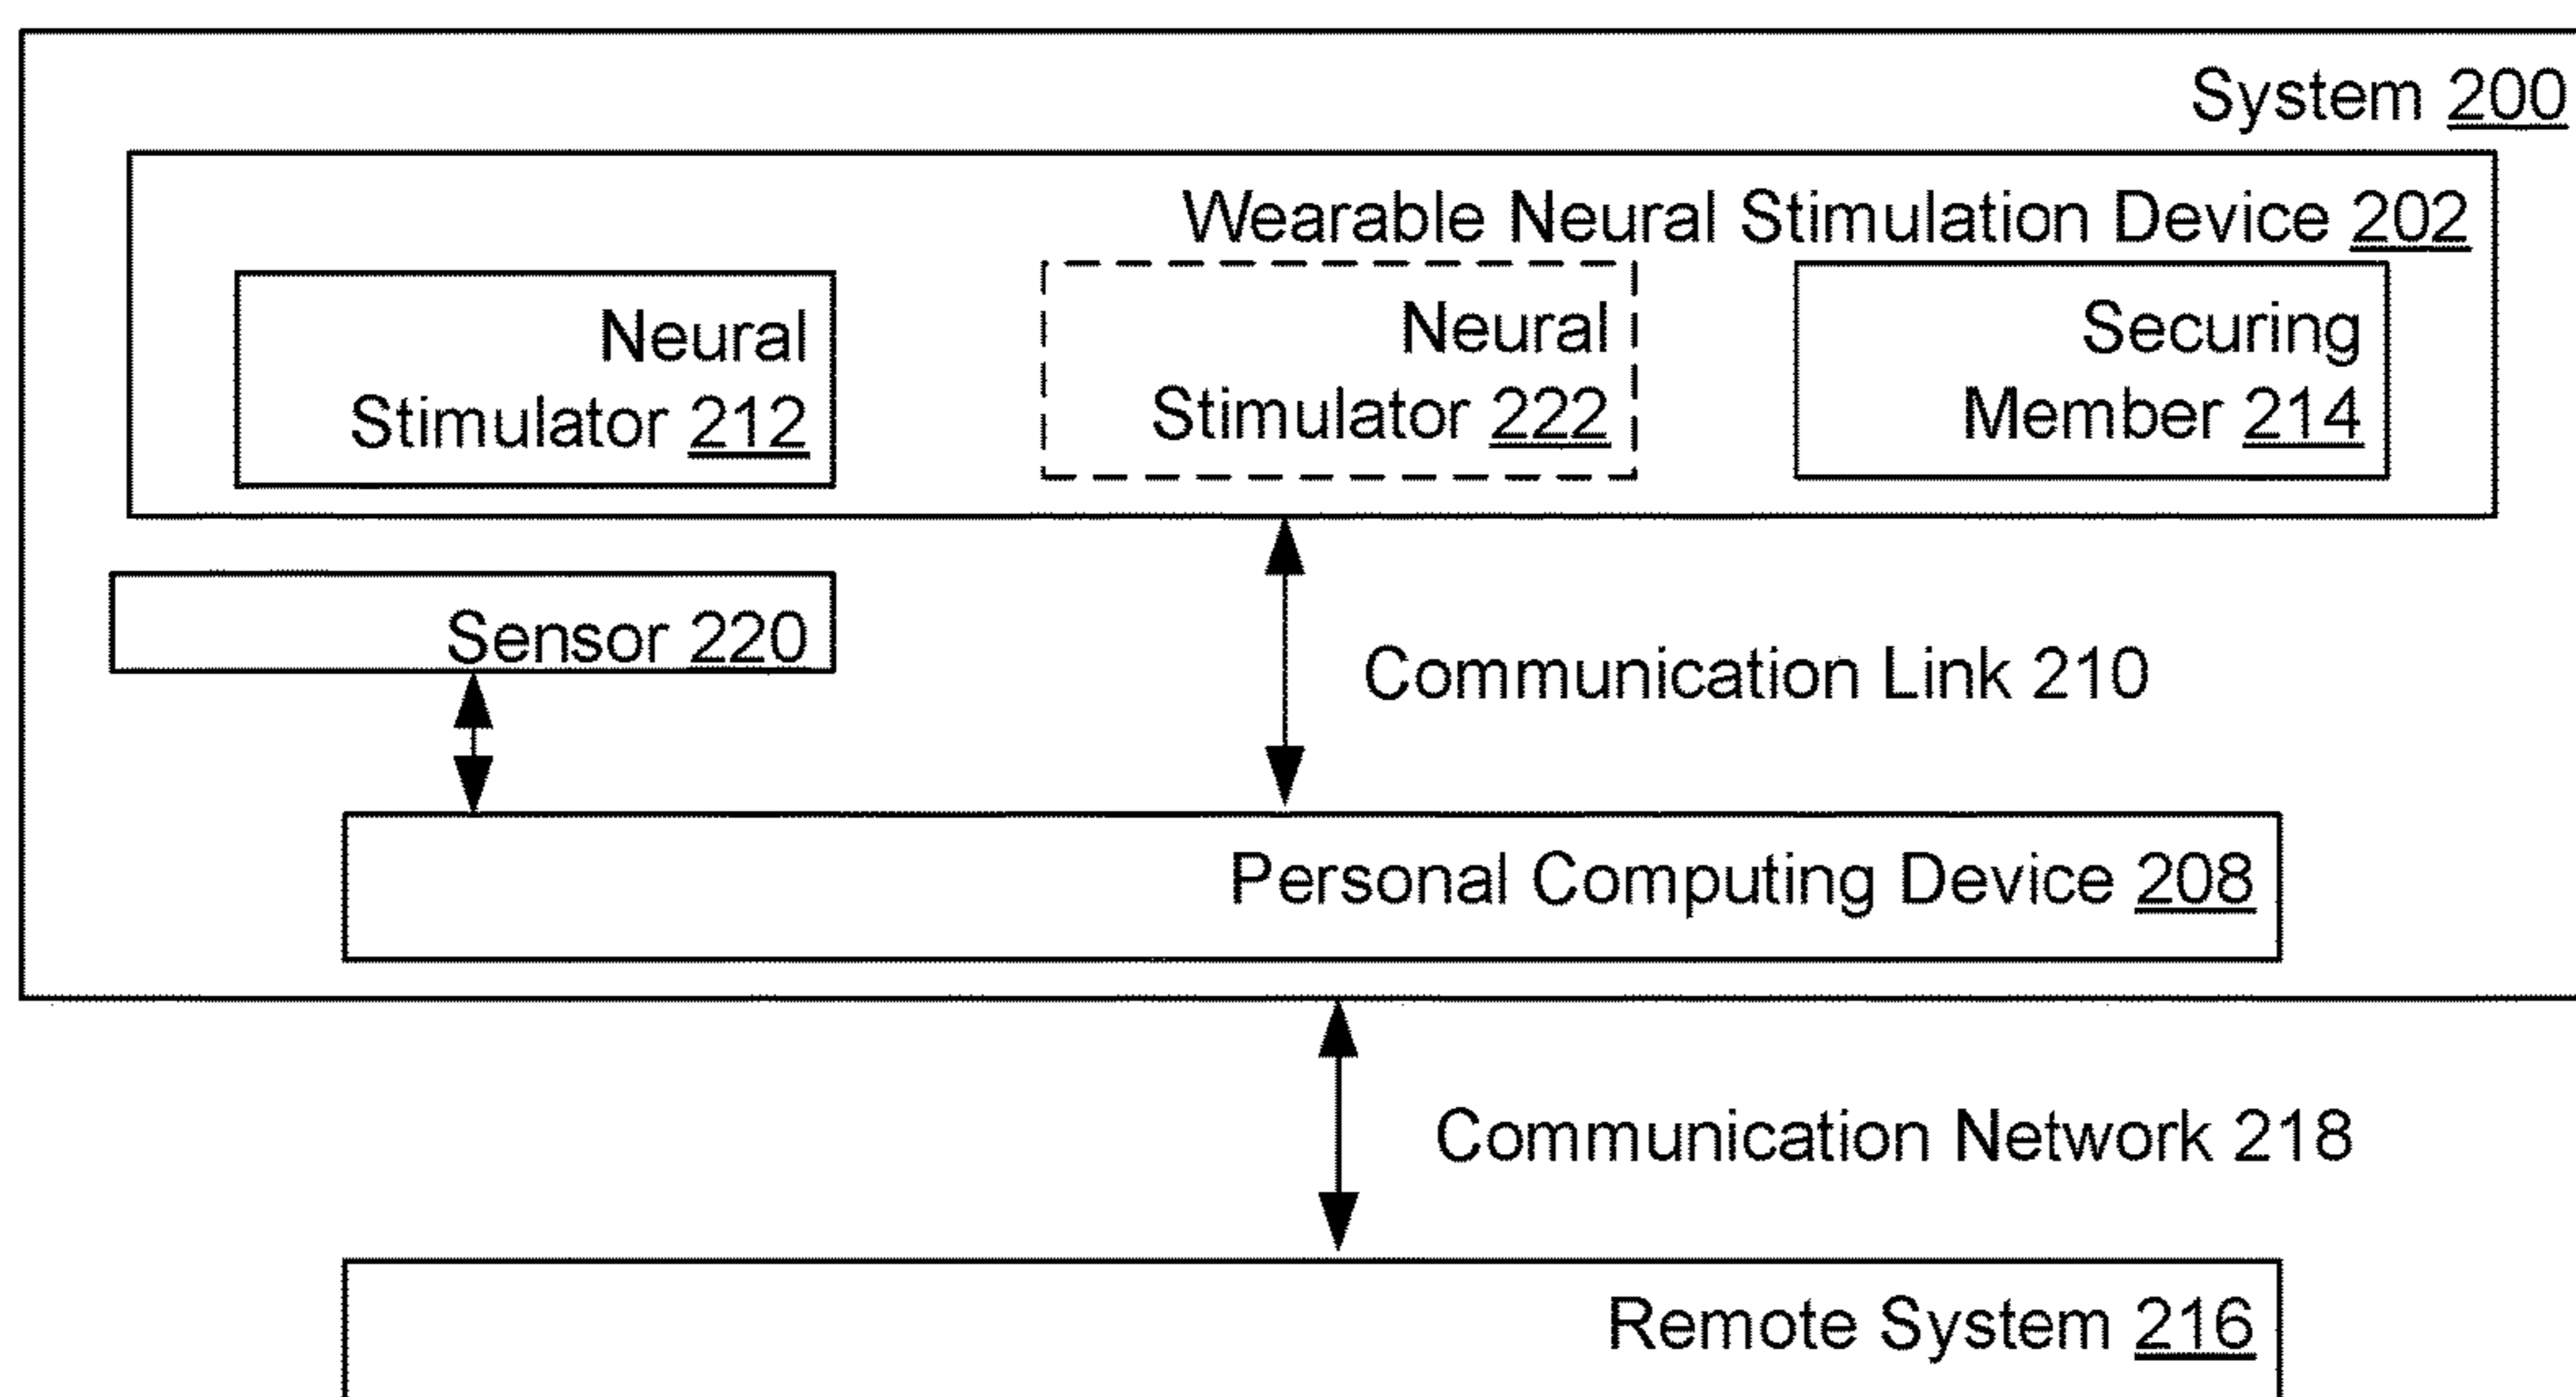 System 200
Wearable Neural Stimulation Device 202
Neural
Stimulator 212
Neural
Stimulator 222
Securing
Member 214
Sensor 220
Communication Link 210
Personal Computing Device 208
Communication Network 218
Remote System 216